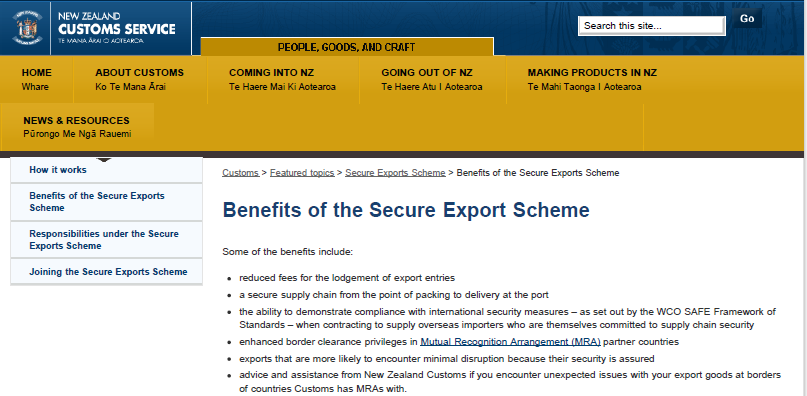 NEW ZEALAND
CUSTOMS SERVICE
TE MANA ĀRAI O AOTEAROA
Search this site...
Go
PEOPLE, GOODS, AND CRAFT
HOME
Whare
ABOUT CUSTOMS
Ko Te Mana Ārai
COMING INTO NZ
Te Haere Mai Ki Aotearoa
GOING OUT OF NZ
Te Haere Atu I Aotearoa
MAKING PRODUCTS IN NZ
Te Mahi Taonga I Aotearoa
NEWS & RESOURCES
Pūrongo Me Ngā Rauemi
How it works
Benefits of the Secure Exports
Scheme
Responsibilities under the Secure
Exports Scheme
Joining the Secure Exports Scheme
Customs > Featured topics > Secure Exports Scheme > Benefits of the Secure Exports Scheme
Benefits of the Secure Export Scheme
Some of the benefits include:
• reduced fees for the lodgement of export entries
• a secure supply chain from the point of packing to delivery at the port
• the ability to demonstrate compliance with international security measures – as set out by the WCO SAFE Framework of
Standards – when contracting to supply overseas importers who are themselves committed to supply chain security
• enhanced border clearance privileges in Mutual Recognition Arrangement (MRA) partner countries
• exports that are more likely to encounter minimal disruption because their security is assured
• advice and assistance from New Zealand Customs if you encounter unexpected issues with your export goods at borders
of countries Customs has MRAs with.